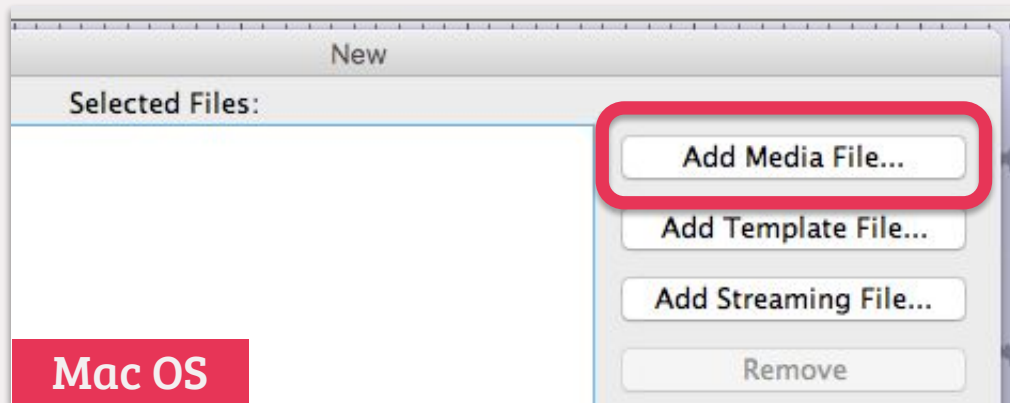 New
Selected Files:
Add Media File...
Add Template File...
Add Streaming File...
Remove
Mac OS